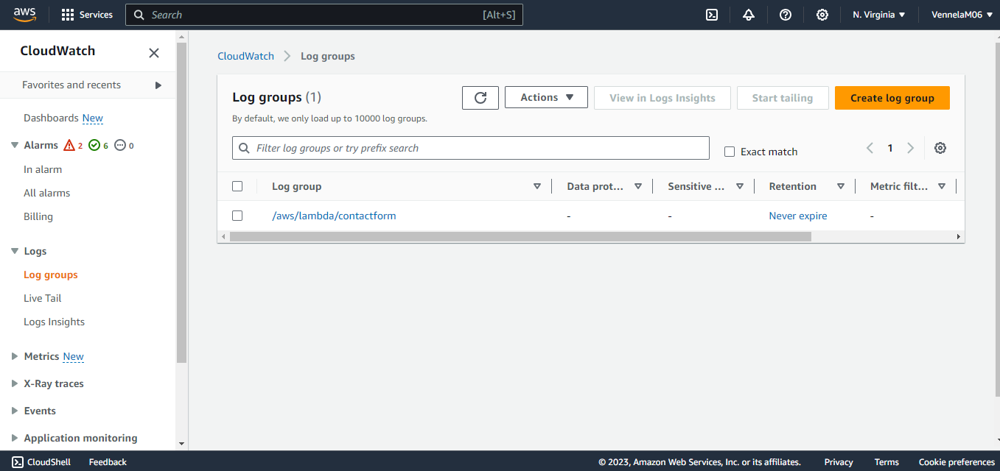 aws
Services
Search
[Alt+S]
N. Virginia
VennelaM06
CloudWatch
Favorites and recents
Dashboards New
Alarms 2 6 0
In alarm
All alarms
Billing
Logs
Log groups
Live Tail
Logs Insights
Metrics New
X-Ray traces
Events
Application monitoring
CloudWatch
Log groups
Log groups (1)
Actions
View in Logs Insights
Start tailing
Create log group
By default, we only load up to 10000 log groups.
Filter log groups or try prefix search
Exact match
1
Log group
Data prot...
Sensitive ...
Retention
Metric filt...
/aws/lambda/contactform
-
-
Never expire
-
CloudShell
Feedback
© 2023, Amazon Web Services, Inc. or its affiliates.
Privacy
Terms
Cookie preferences